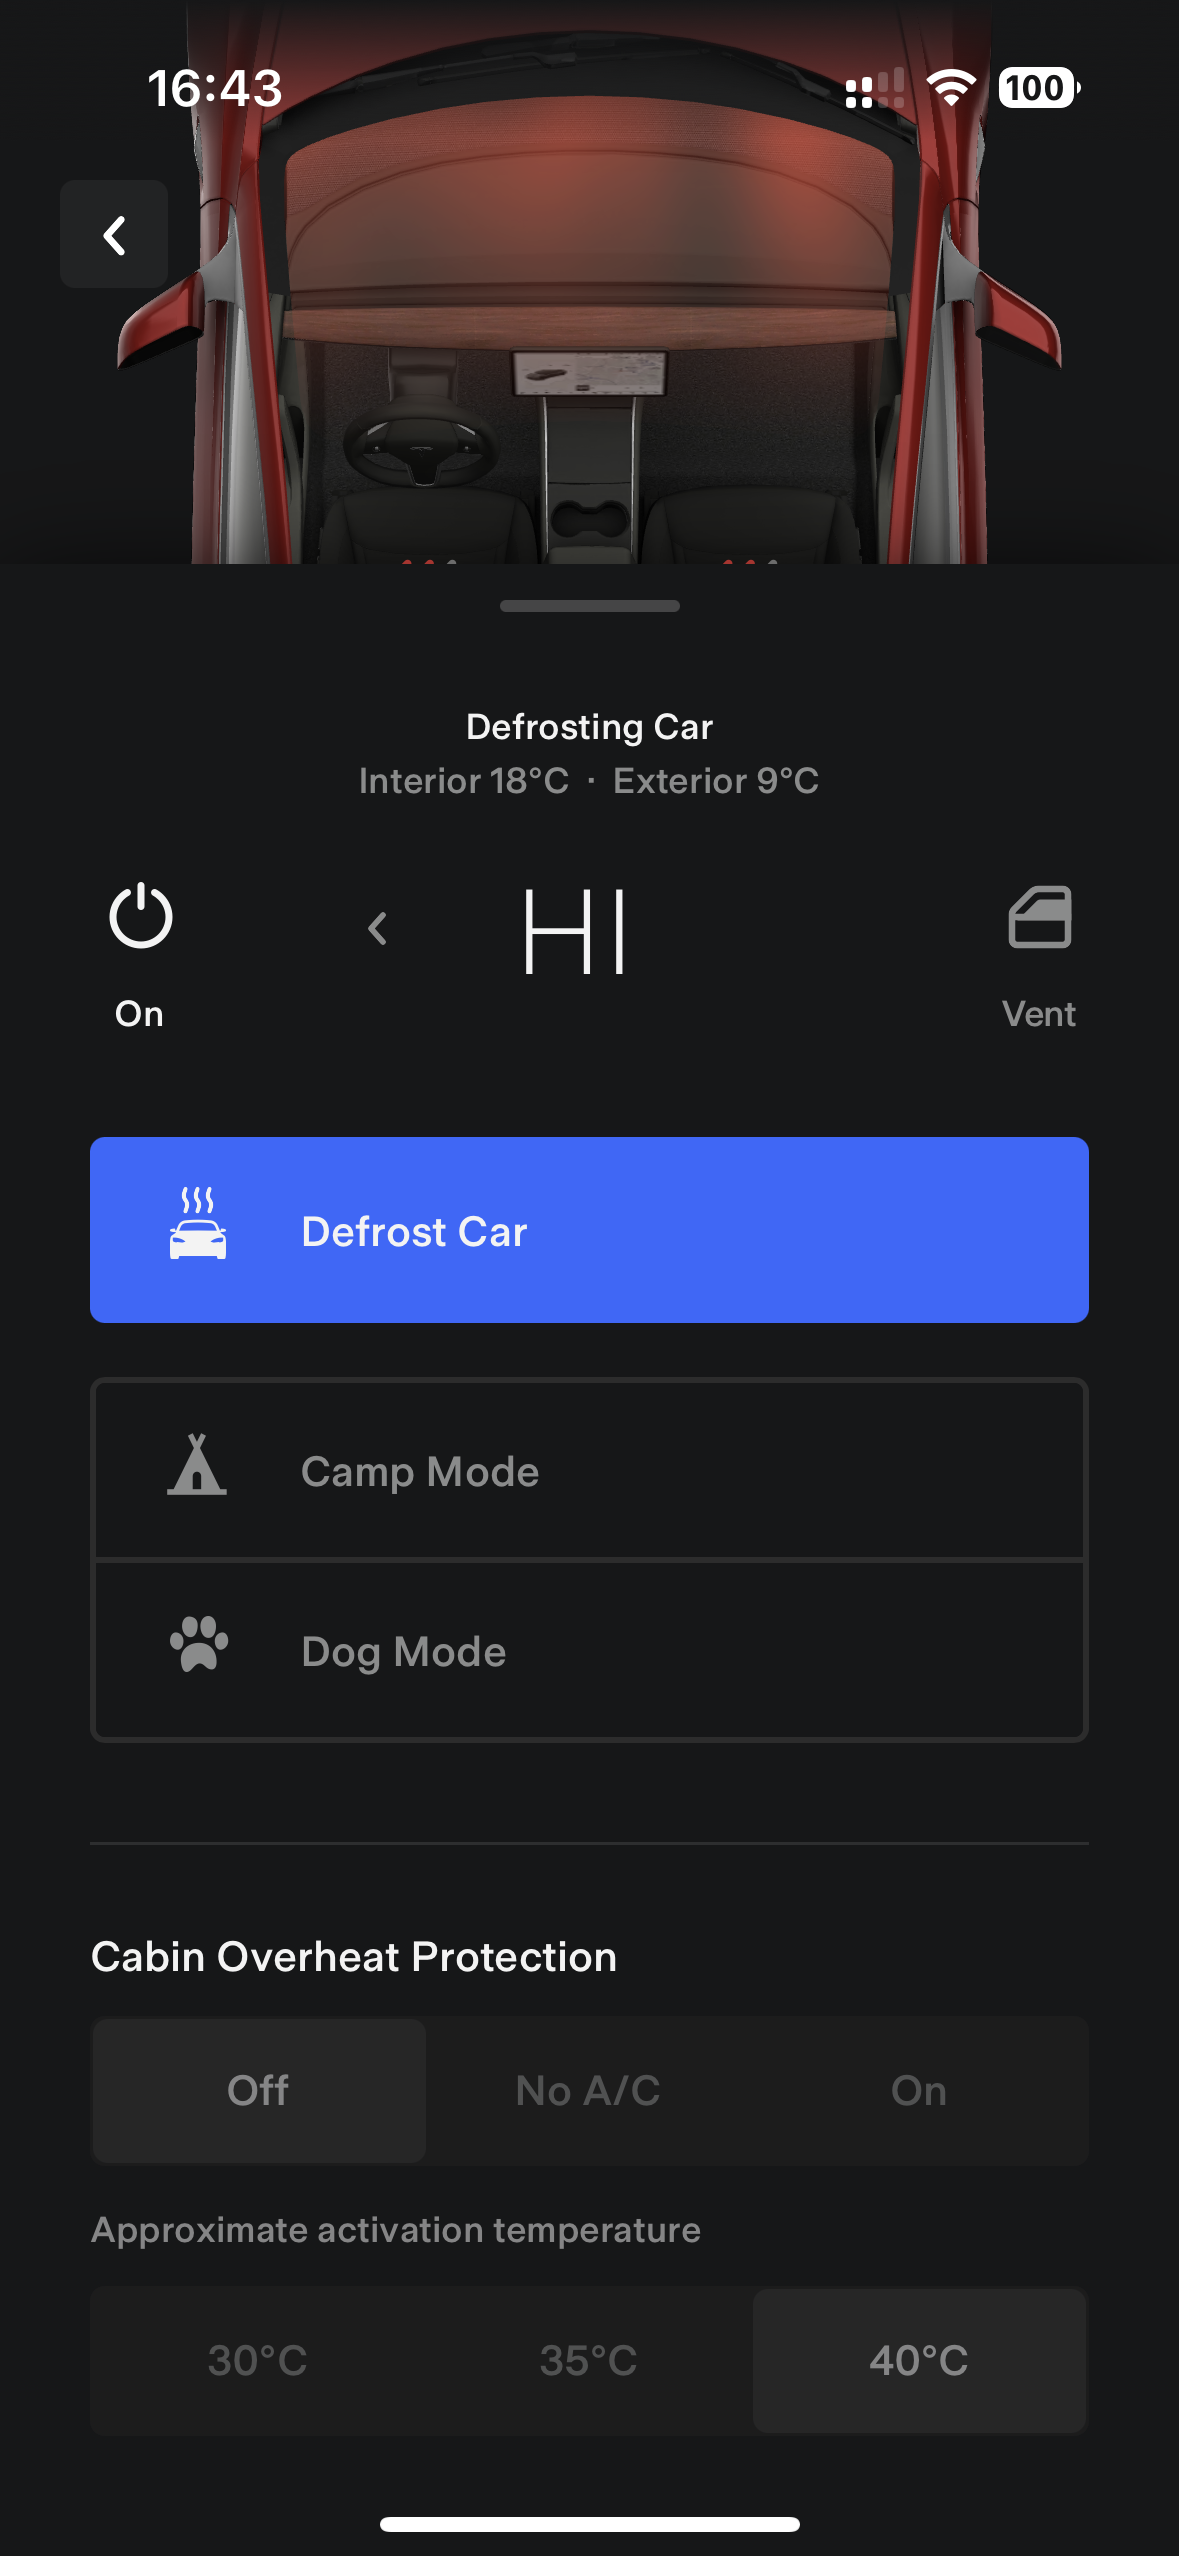 16:43
100
Defrosting Car
Interior 18°C · Exterior 9°C
HI
On
Vent
Defrost Car
Camp Mode
Dog Mode
Cabin Overheat Protection
Off
No A/C
On
Approximate activation temperature
30°C
35°C
40°C